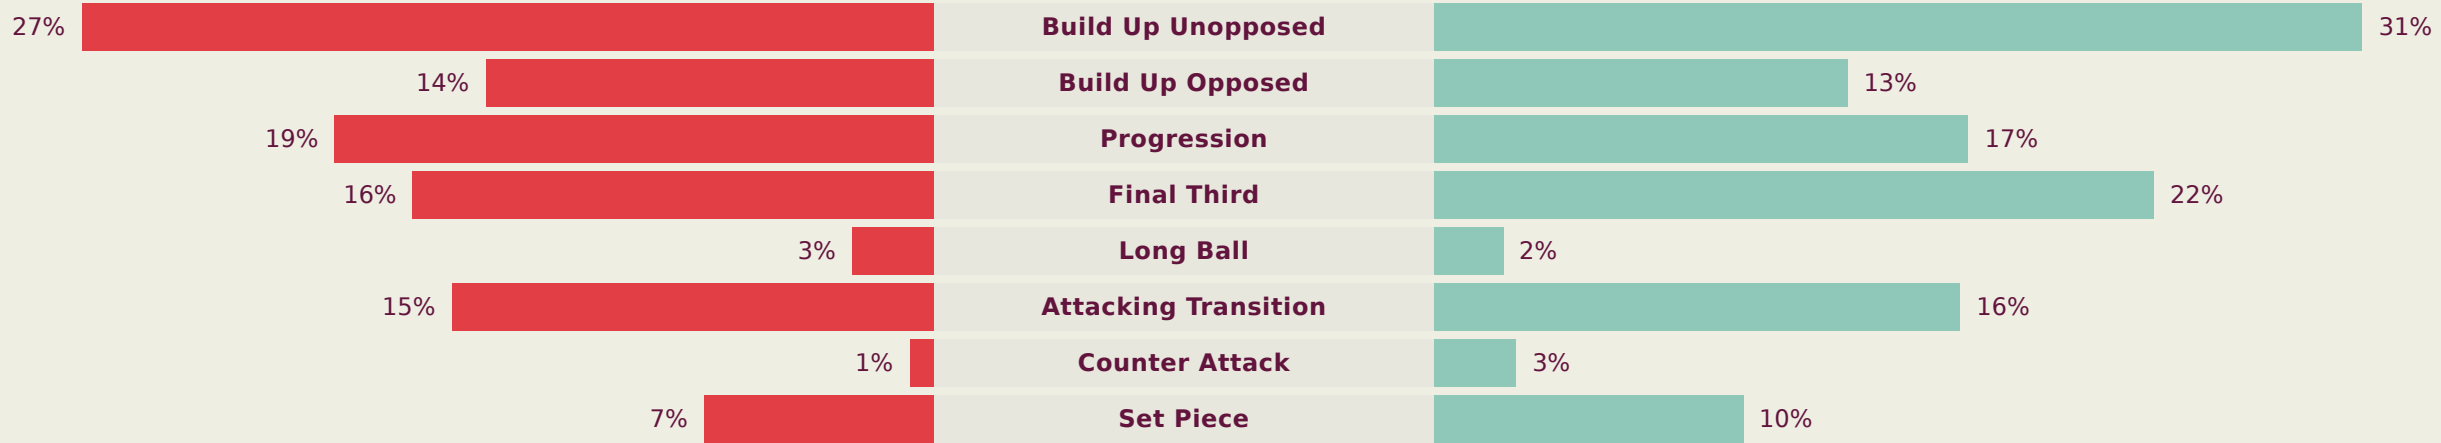 27% Build Up Unopposed 31%
14% Build Up Opposed 13%
19% Progression 17%
16% Final Third 22%
3% Long Ball 2%
15% Attacking Transition 16%
1% Counter Attack 3%
7% Set Piece 10%